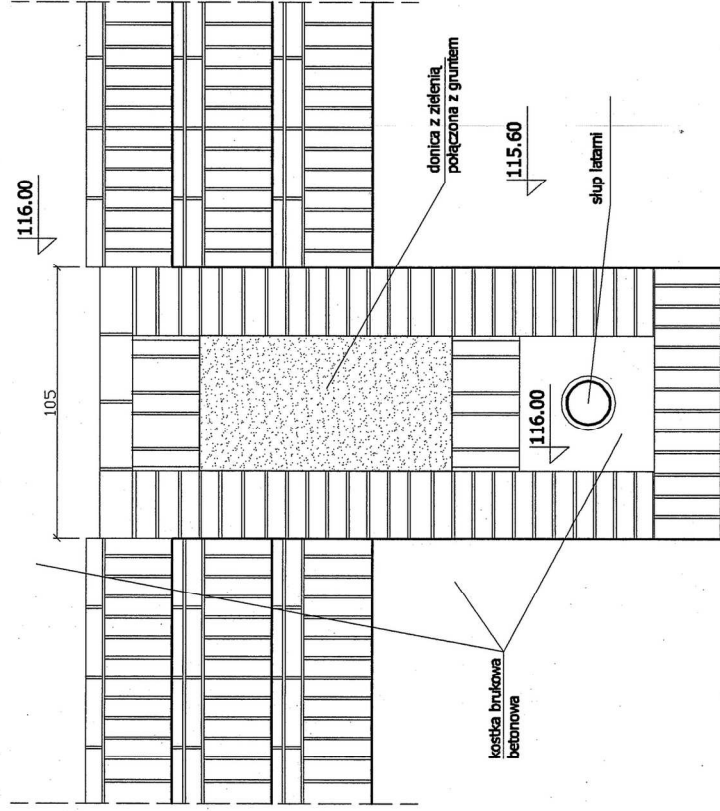 116.00
105
donica z zielenią
połączona z gruntem
115.60
słup latarni
116.00
kostka brukowa
betonowa